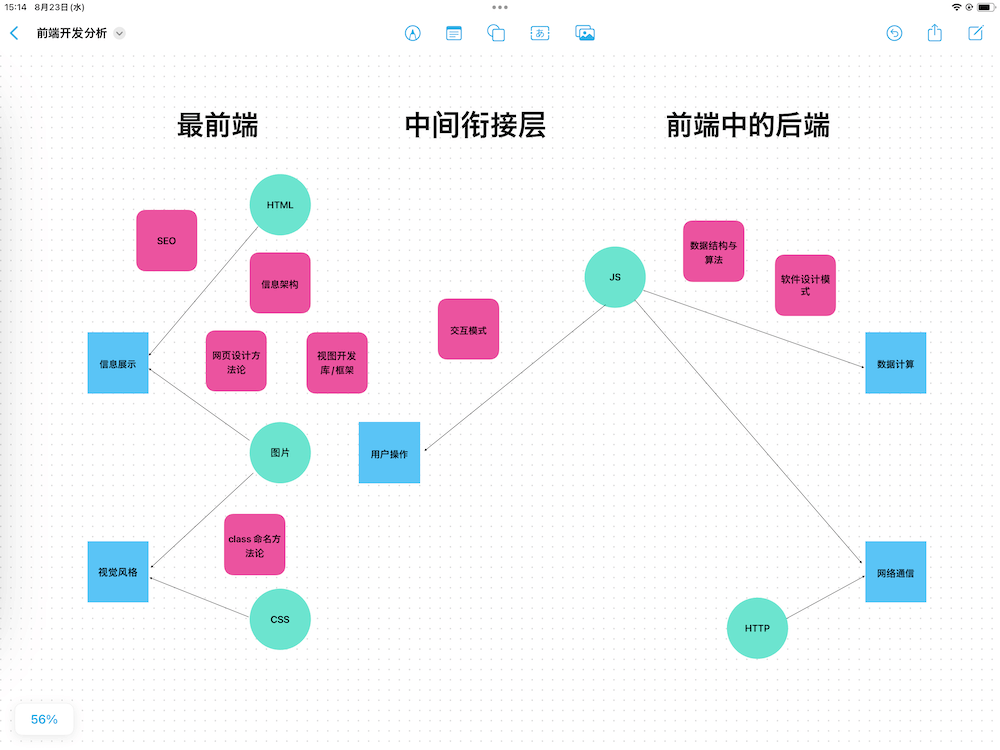 15:14 8月23日(水)
前端开发分析
あ
最前端
中间衔接层
前端中的后端
HTML
SEO
信息架构
网页设计方
法论
视图开发
库/框架
信息展示
图片
class 命名方
法论
视觉风格
CSS
交互模式
用户操作
JS
数据结构与
算法
软件设计模
式
数据计算
网络通信
HTTP
56%